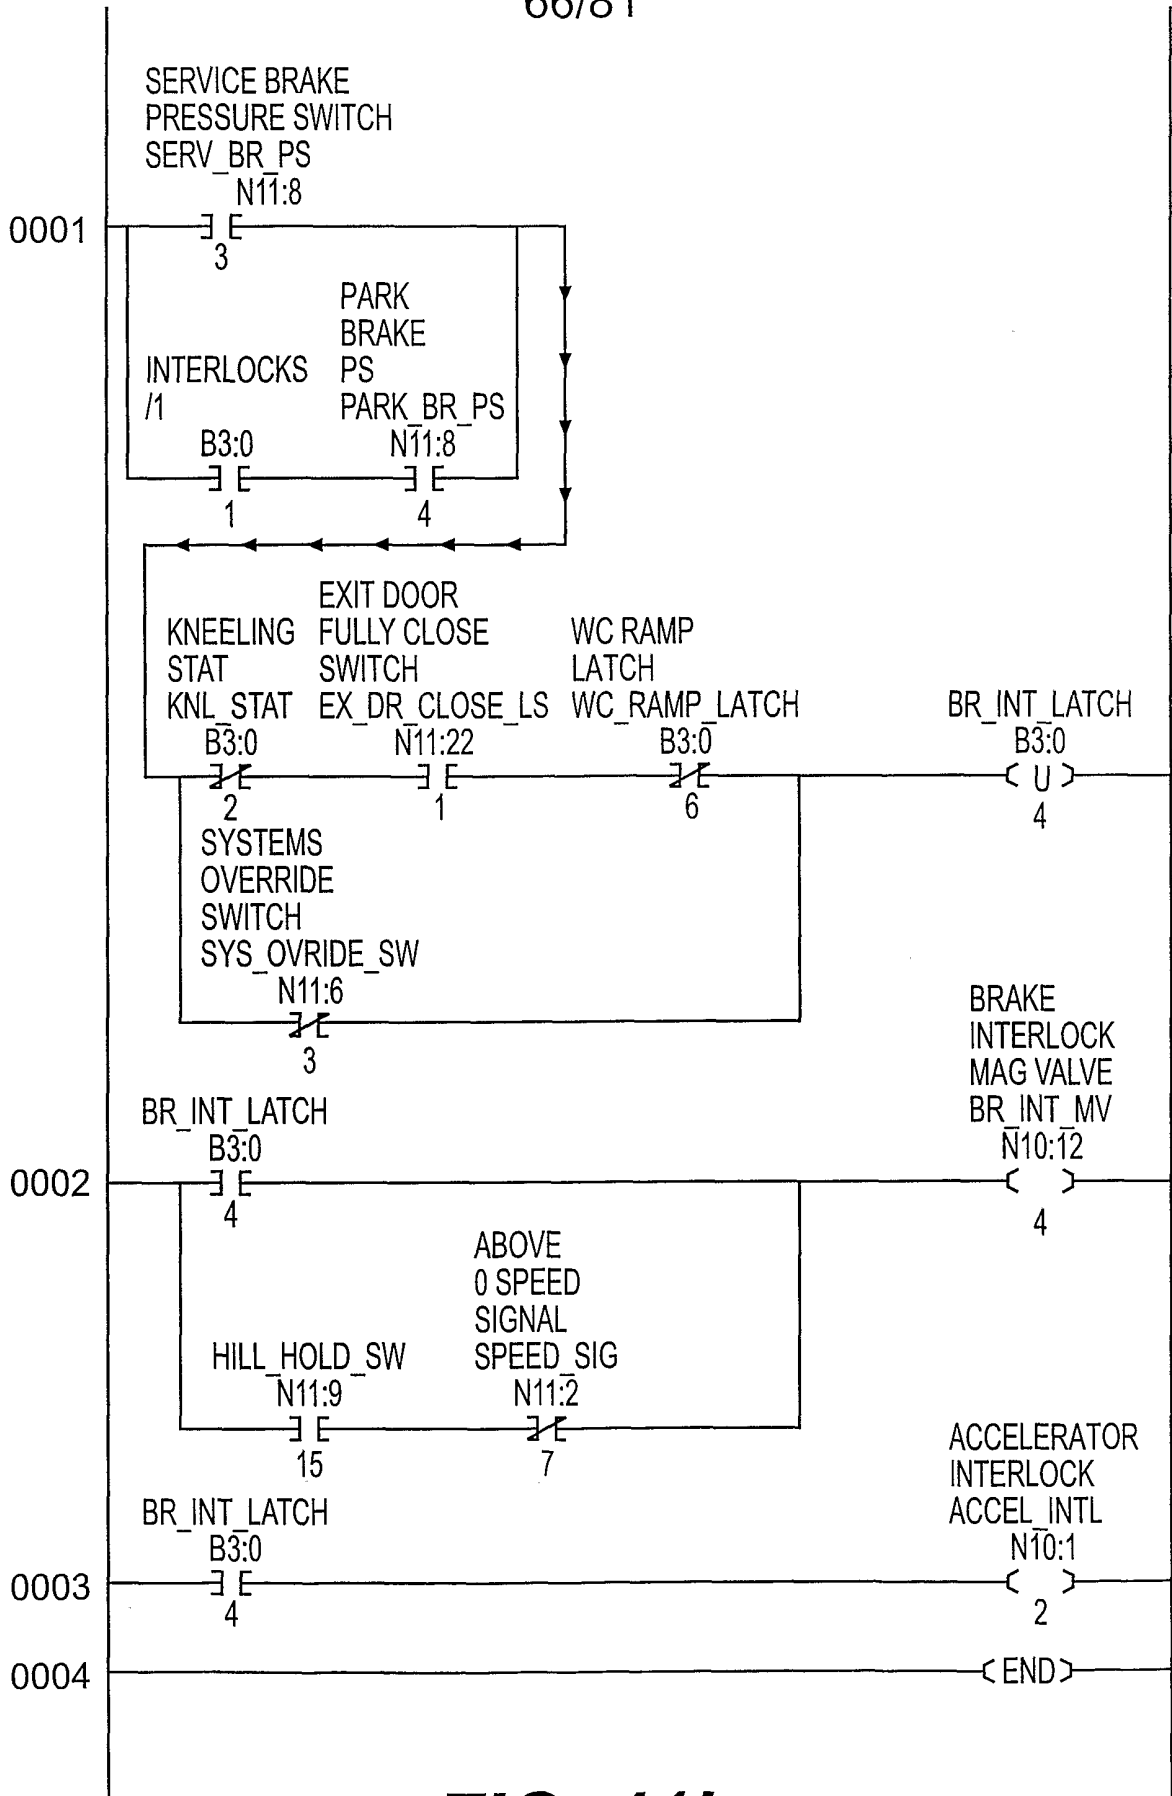 66/81
SERVICE BRAKE
PRESSURE SWITCH
SERV_BR_PS
N11:8
0001
3
PARK
BRAKE
INTERLOCKS PS
/1 PARK_BR_PS
B3:0 N11:8
1 4
EXIT DOOR
KNEELING FULLY CLOSE WC RAMP
STAT SWITCH LATCH
KNL_STAT EX_DR_CLOSE_LS WC_RAMP_LATCH BR_INT_LATCH
B3:0 N11:22 B3:0 B3:0
U
2 1 6 4
SYSTEMS
OVERRIDE
SWITCH
SYS_OVRIDE_SW
N11:6
3
BRAKE
INTERLOCK
MAG VALVE
BR_INT_LATCH BR_INT_MV
B3:0 N10:12
0002
4 4
ABOVE
0 SPEED
SIGNAL
HILL_HOLD_SW SPEED_SIG
N11:9 N11:2
15 7
ACCELERATOR
INTERLOCK
BR_INT_LATCH ACCEL_INTL
B3:0 N10:1
0003
4 2
0004 END